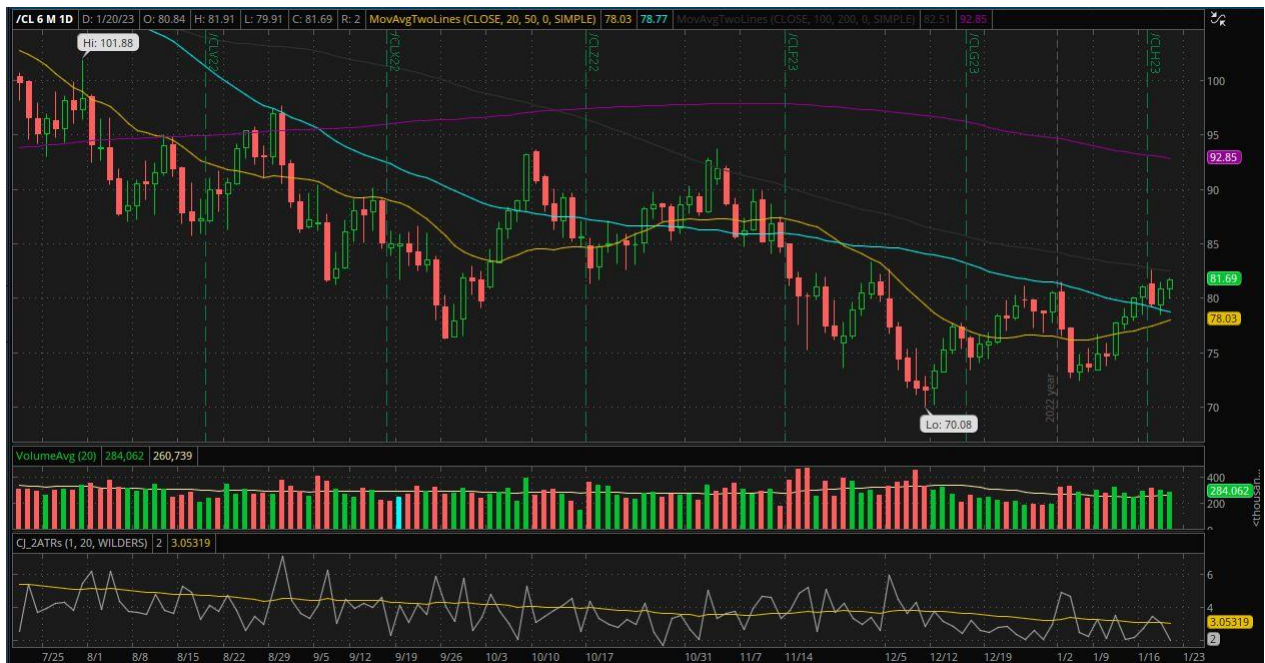 /CL 6 M 1D D: 1/20/23 O: 80.84 H: 81.91 L: 79.91 C: 81.69 R: 2 MovAvgTwoLines (CLOSE, 20, 50, 0, SIMPLE) 78.03 78.77 MovAvgTwoLines (CLOSE, 100, 200, 0, SIMPLE) 82.51 92.85
Hi: 101.88
/CLV22
/CLX22
/CLZ22
/CLF23
/CLG23
/CLH23
100
95
92.85
90
85
81.69
80
78.03
75
2022 year
70
Lo: 70.08
VolumeAvg (20) 284,062 260,739
400
284.062
200
0
<thousan...
CJ_2ATRs (1, 20, WILDERS) 2 3.05319
6
4
3.05319
2
7/25 8/1 8/8 8/15 8/22 8/29 9/5 9/12 9/19 9/26 10/3 10/10 10/17 10/31 11/7 11/14 12/5 12/12 12/19 1/2 1/9 1/16 1/23